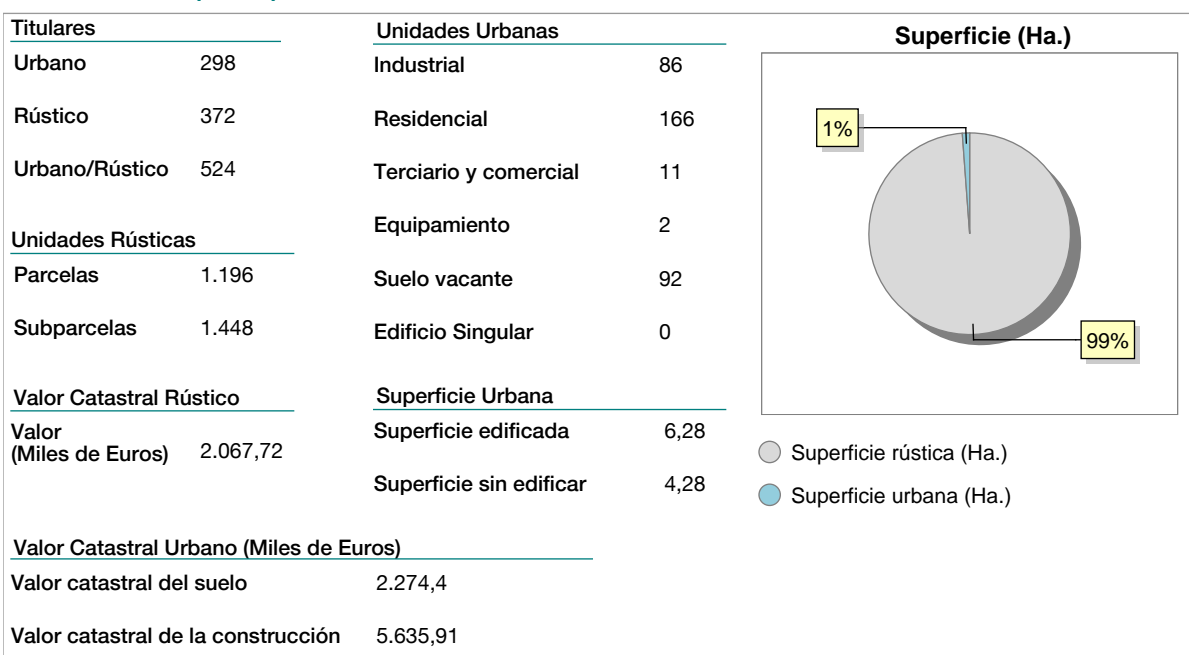 Titulares
Urbano 298
Rústico 372
Urbano/Rústico 524
Unidades Rústicas
Parcelas 1.196
Subparcelas 1.448
Valor Catastral Rústico
Valor
(Miles de Euros) 2.067,72
Unidades Urbanas
Industrial 86
Residencial 166
Terciario y comercial 11
Equipamiento 2
Suelo vacante 92
Edificio Singular 0
Superficie Urbana
Superficie edificada 6,28
Superficie sin edificar 4,28
Valor Catastral Urbano (Miles de Euros)
Valor catastral del suelo 2.274,4
Valor catastral de la construcción 5.635,91
Superficie (Ha.)
1%
99%
Superficie rústica (Ha.)
Superficie urbana (Ha.)